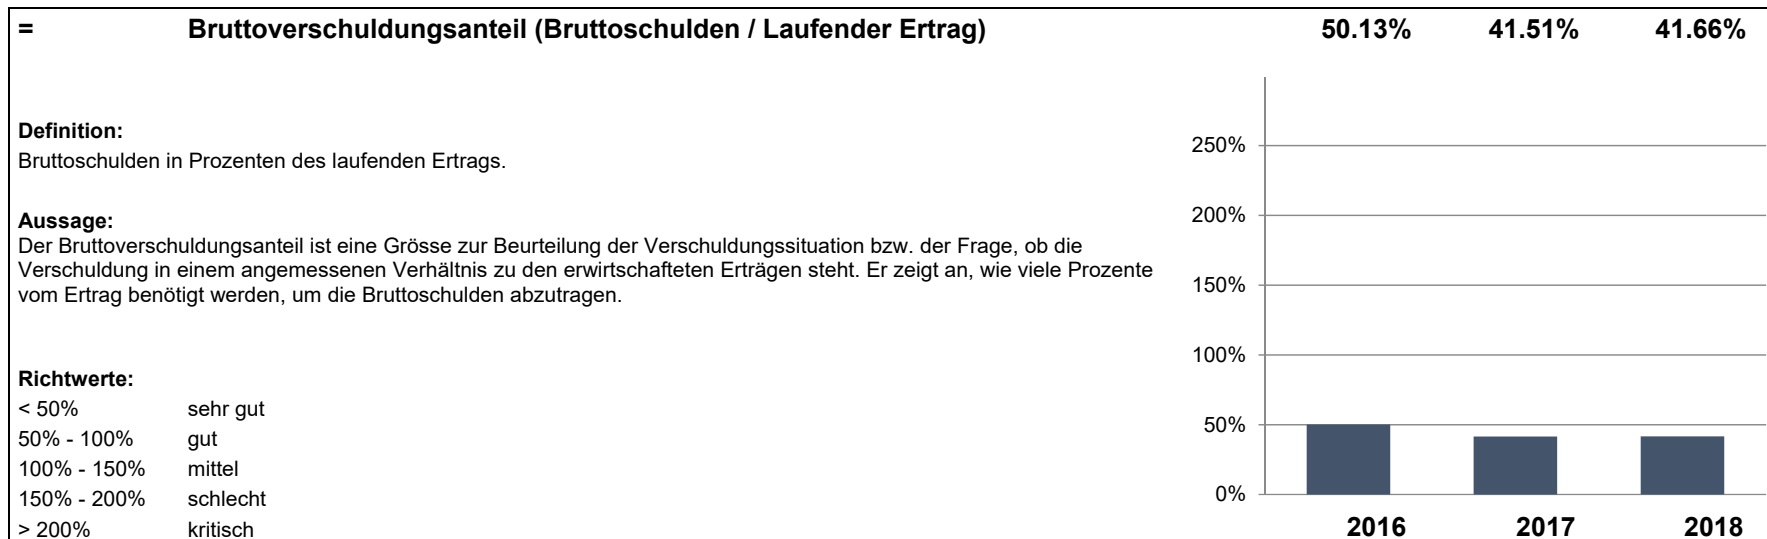 = Bruttoverschuldungsanteil (Bruttoschulden / Laufender Ertrag) 50.13% 41.51% 41.66%
Definition:
Bruttoschulden in Prozenten des laufenden Ertrags.
Aussage:
Der Bruttoverschuldungsanteil ist eine Grösse zur Beurteilung der Verschuldungssituation bzw. der Frage, ob die
Verschuldung in einem angemessenen Verhältnis zu den erwirtschafteten Erträgen steht. Er zeigt an, wie viele Prozente
vom Ertrag benötigt werden, um die Bruttoschulden abzutragen.
Richtwerte:
< 50% sehr gut
50% - 100% gut
100% - 150% mittel
150% - 200% schlecht
> 200% kritisch
250%
200%
150%
100%
50%
0%
2016 2017 2018